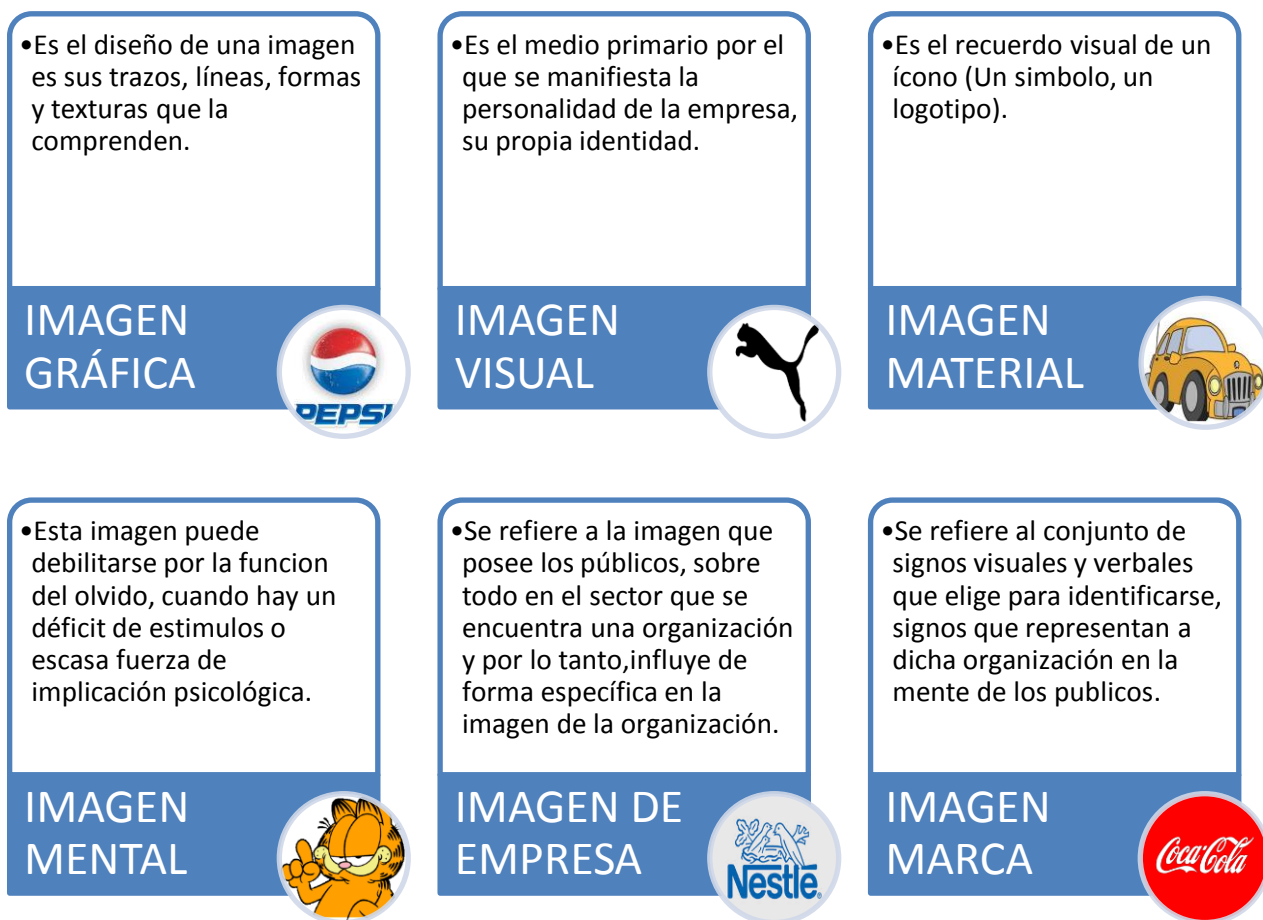 •Es el diseño de una imagen
es sus trazos, líneas, formas
y texturas que la
comprenden.
IMAGEN
GRÁFICA
PEPSI
•Es el medio primario por el
que se manifiesta la
personalidad de la empresa,
su propia identidad.
IMAGEN
VISUAL
•Es el recuerdo visual de un
ícono (Un simbolo, un
logotipo).
IMAGEN
MATERIAL
•Esta imagen puede
debilitarse por la funcion
del olvido, cuando hay un
déficit de estimulos o
escasa fuerza de
implicación psicológica.
IMAGEN
MENTAL
•Se refiere a la imagen que
posee los públicos, sobre
todo en el sector que se
encuentra una organización
y por lo tanto,influye de
forma específica en la
imagen de la organización.
IMAGEN DE
EMPRESA
Nestlé
•Se refiere al conjunto de
signos visuales y verbales
que elige para identificarse,
signos que representan a
dicha organización en la
mente de los publicos.
IMAGEN
MARCA
Coca-Cola